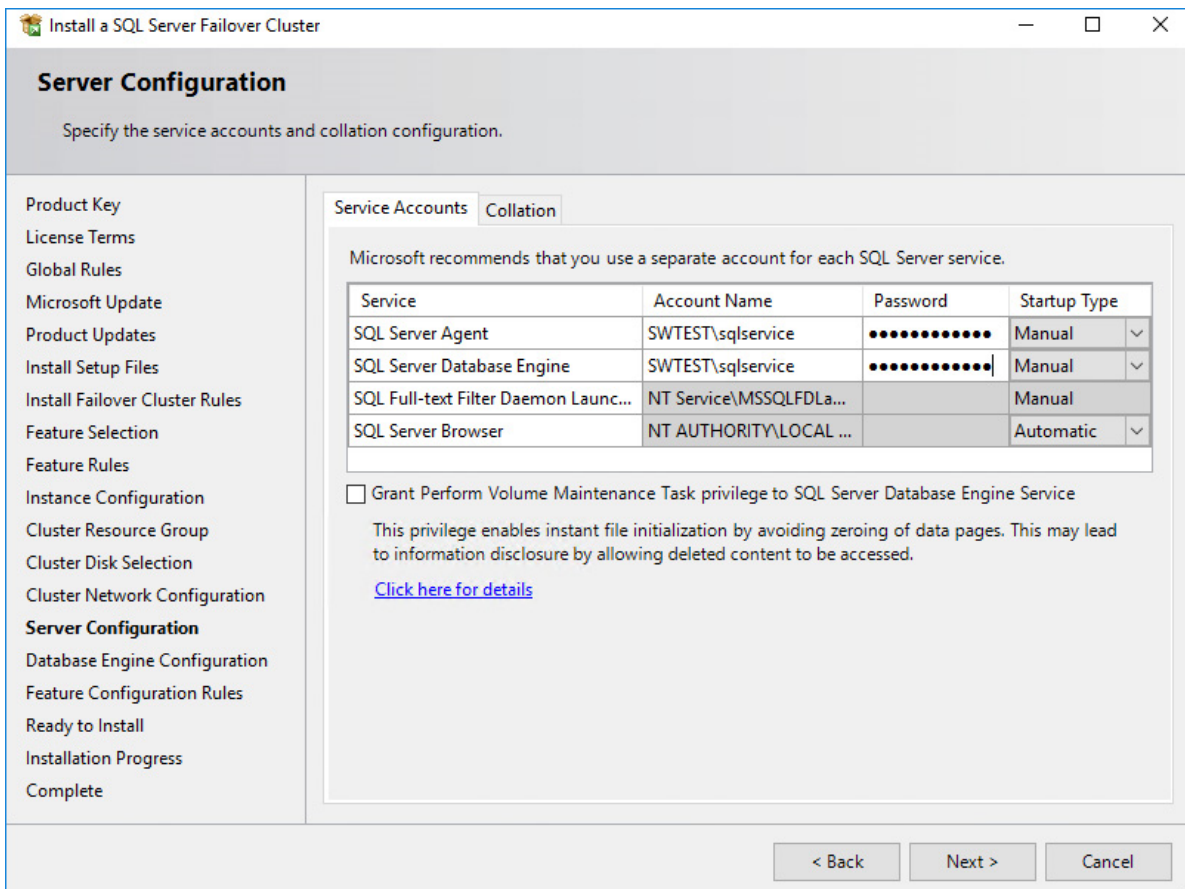 Install a SQL Server Failover Cluster
Server Configuration
Specify the service accounts and collation configuration.
Product Key
License Terms
Global Rules
Microsoft Update
Product Updates
Install Setup Files
Install Failover Cluster Rules
Feature Selection
Feature Rules
Instance Configuration
Cluster Resource Group
Cluster Disk Selection
Cluster Network Configuration
Server Configuration
Database Engine Configuration
Feature Configuration Rules
Ready to Install
Installation Progress
Complete
Service Accounts Collation
Microsoft recommends that you use a separate account for each SQL Server service.
Service Account Name Password Startup Type
SQL Server Agent SWTEST\sqlservice ●●●●●●●●●●●● Manual
SQL Server Database Engine SWTEST\sqlservice ●●●●●●●●●●●● Manual
SQL Full-text Filter Daemon Launc... NT Service\MSSQLFDLa... Manual
SQL Server Browser NT AUTHORITY\LOCAL ... Automatic
Grant Perform Volume Maintenance Task privilege to SQL Server Database Engine Service
This privilege enables instant file initialization by avoiding zeroing of data pages. This may lead
to information disclosure by allowing deleted content to be accessed.
Click here for details
< Back Next > Cancel